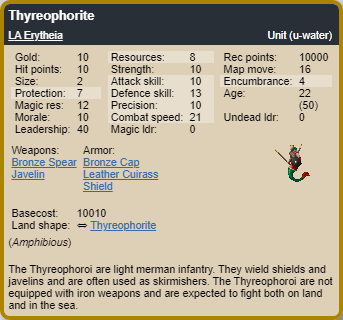 Thyreophorite
LA Erytheia Unit (u-water)
Gold: 10 Resources: 8 Rec points: 10000
Hit points: 10 Strength: 10 Map move: 16
Size: 2 Attack skill: 10 Encumbrance: 4
Protection: 7 Defence skill: 13 Age: 22
Magic res: 12 Precision: 10 (50)
Morale: 10 Combat speed: 21 Undead ldr: 0
Leadership: 40 Magic ldr: 0
Weapons: Armor:
Bronze Spear Bronze Cap
Javelin Leather Cuirass
Shield
Basecost: 10010
Land shape: ⇔ Thyreophorite
(Amphibious)
The Thyreophoroi are light merman infantry. They wield shields and
javelins and are often used as skirmishers. The Thyreophoroi are not
equipped with iron weapons and are expected to fight both on land
and in the sea.